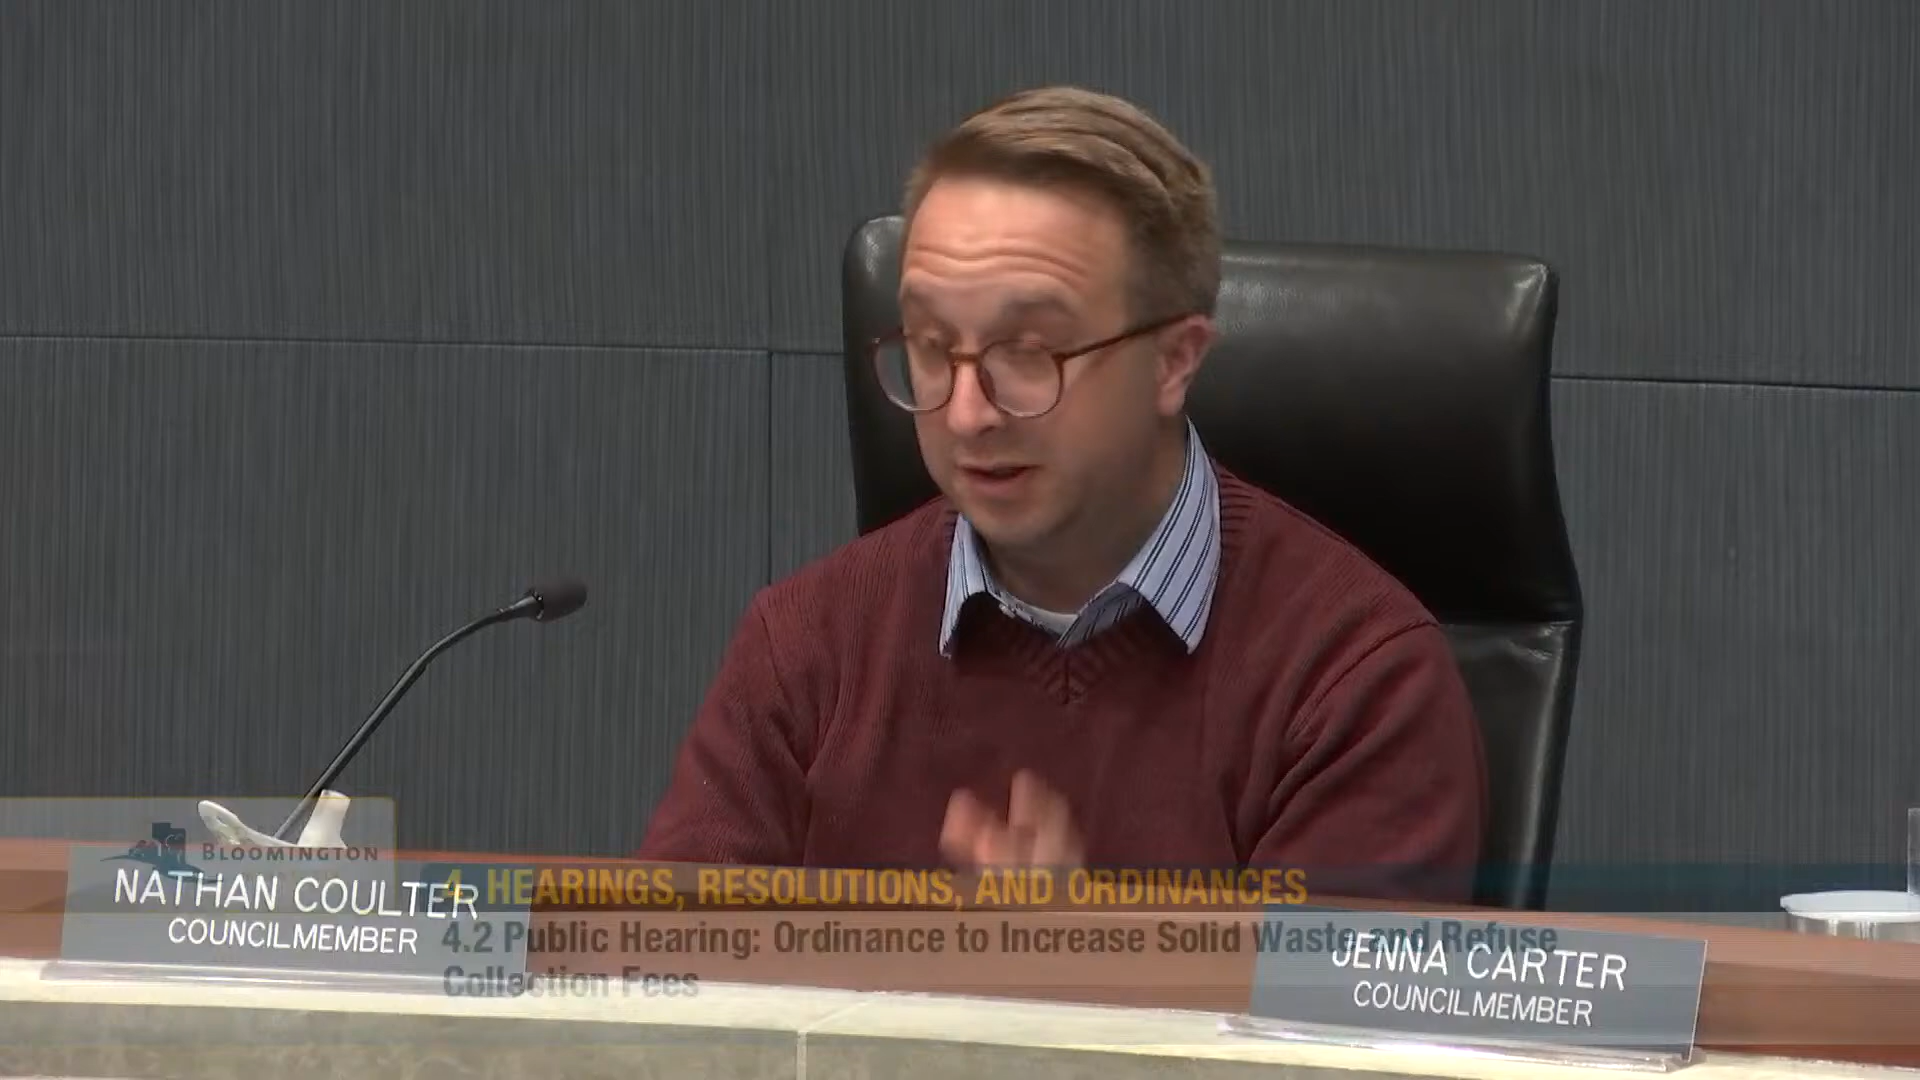 BLOOMINGTON
NATHAN COULTER
COUNCILMEMBER
4. HEARINGS, RESOLUTIONS, AND ORDINANCES
4.2 Public Hearing: Ordinance to Increase Solid Waste and Refuse
Collection Fees
JENNA CARTER
COUNCILMEMBER